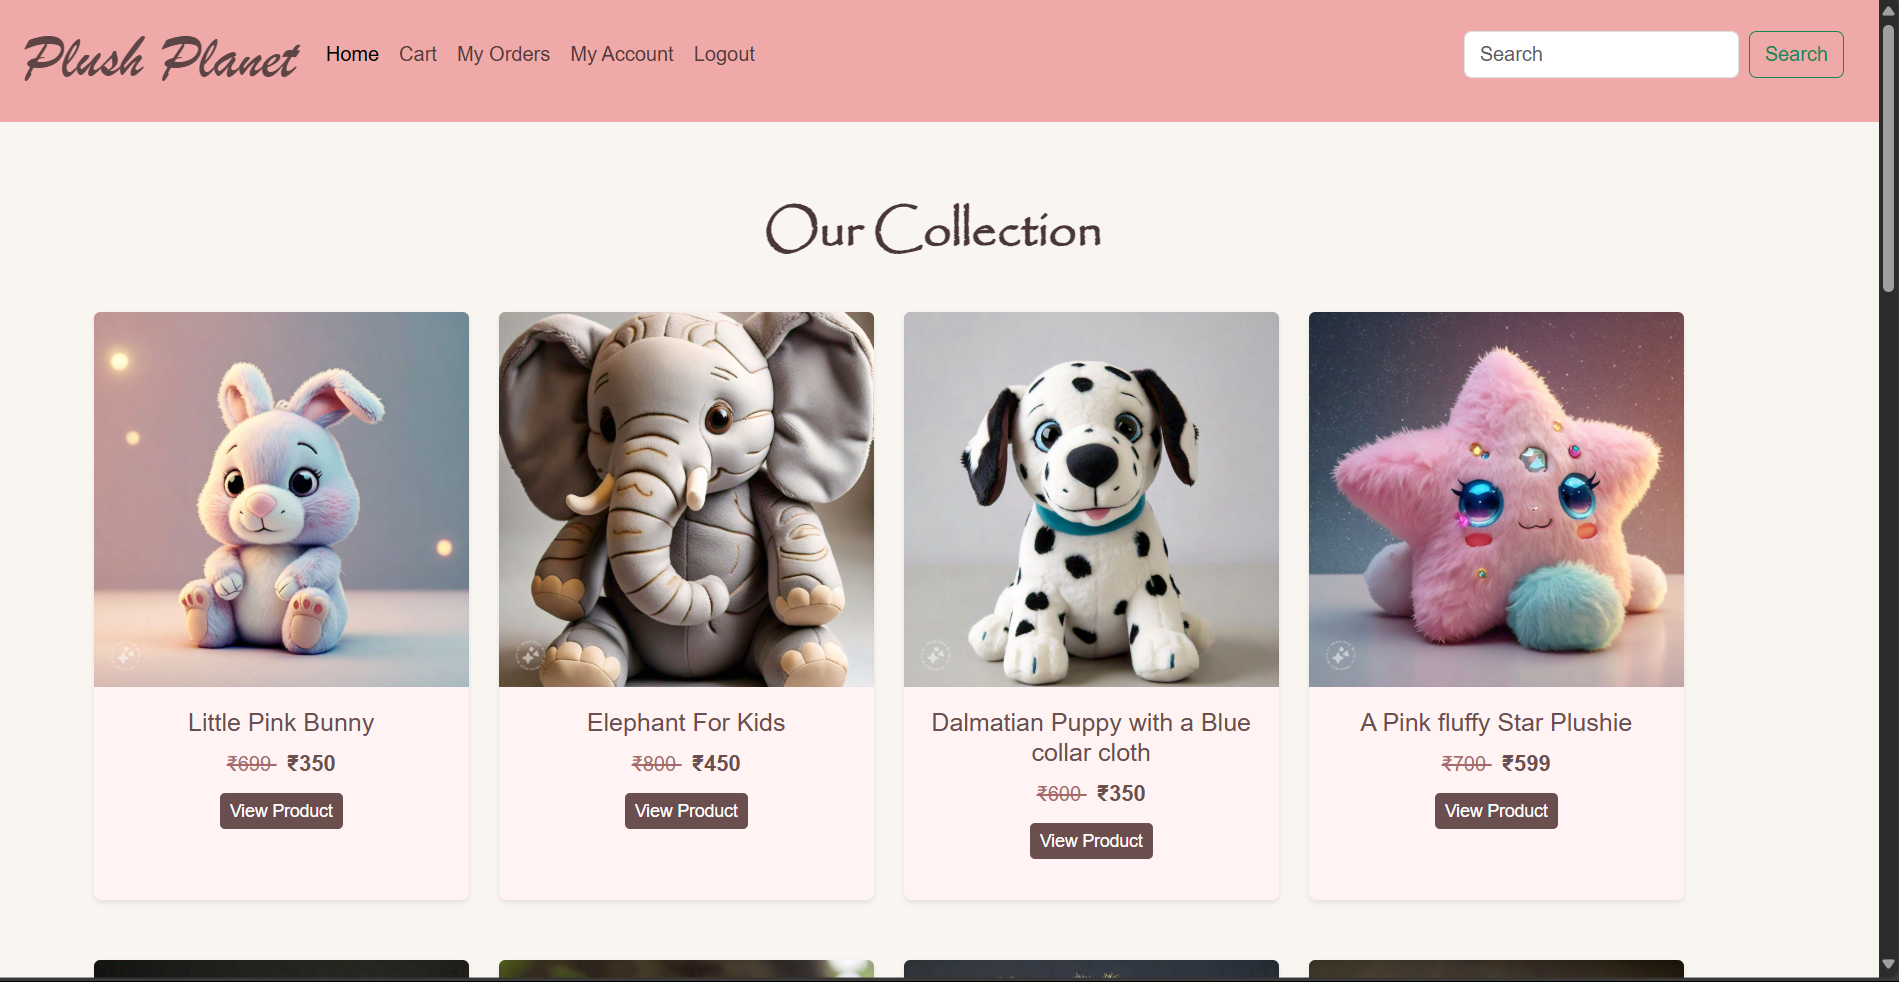 Plush Planet Home Cart My Orders My Account Logout Search Search
Our Collection
Little Pink Bunny
₹699 ₹350
View Product
Elephant For Kids
₹800 ₹450
View Product
Dalmatian Puppy with a Blue
collar cloth
₹600 ₹350
View Product
A Pink fluffy Star Plushie
₹700 ₹599
View Product